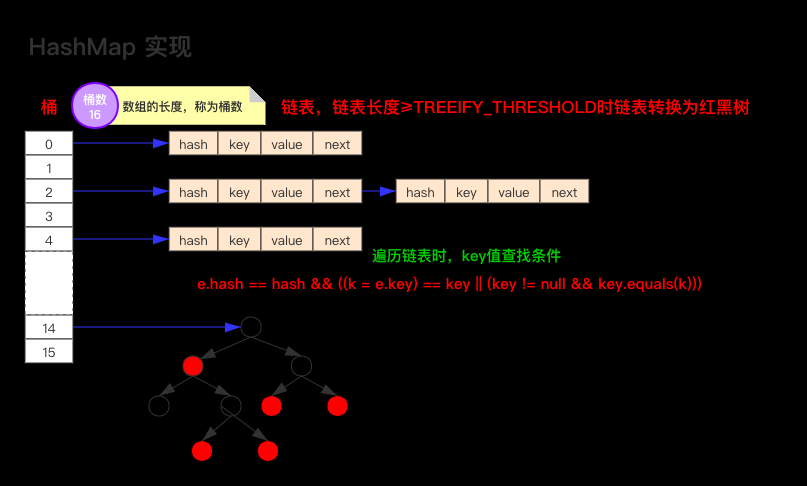 HashMap 实现
桶
桶数
16
数组的长度，称为桶数
链表，链表长度≥TREEIFY_THRESHOLD时链表转换为红黑树
0
hash key value next
1
2
hash key value next
hash key value next
3
4
hash key value next
遍历链表时，key值查找条件
e.hash == hash && ((k = e.key) == key || (key != null && key.equals(k)))
14
15